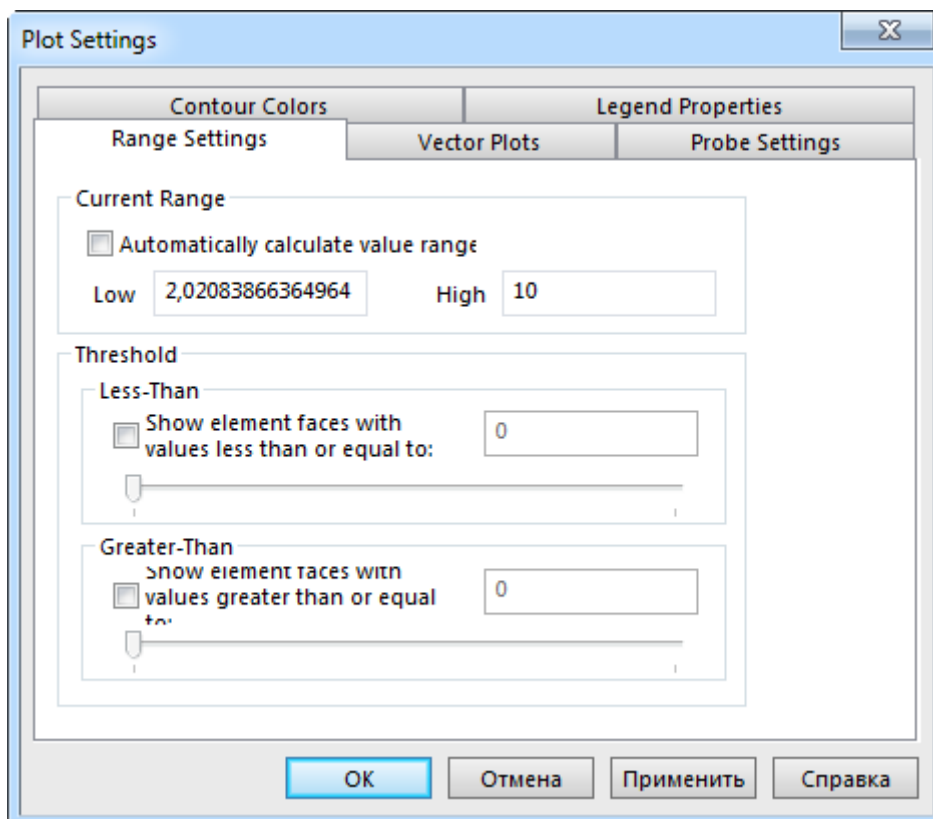 Plot Settings
Contour Colors
Legend Properties
Range Settings
Vector Plots
Probe Settings
Current Range
Automatically calculate value range
Low
2,02083866364964
High
10
Threshold
Less-Than
Show element faces with
values less than or equal to:
0
Greater-Than
Show element faces with
values greater than or equal
to:
0
OK
Отмена
Применить
Справка